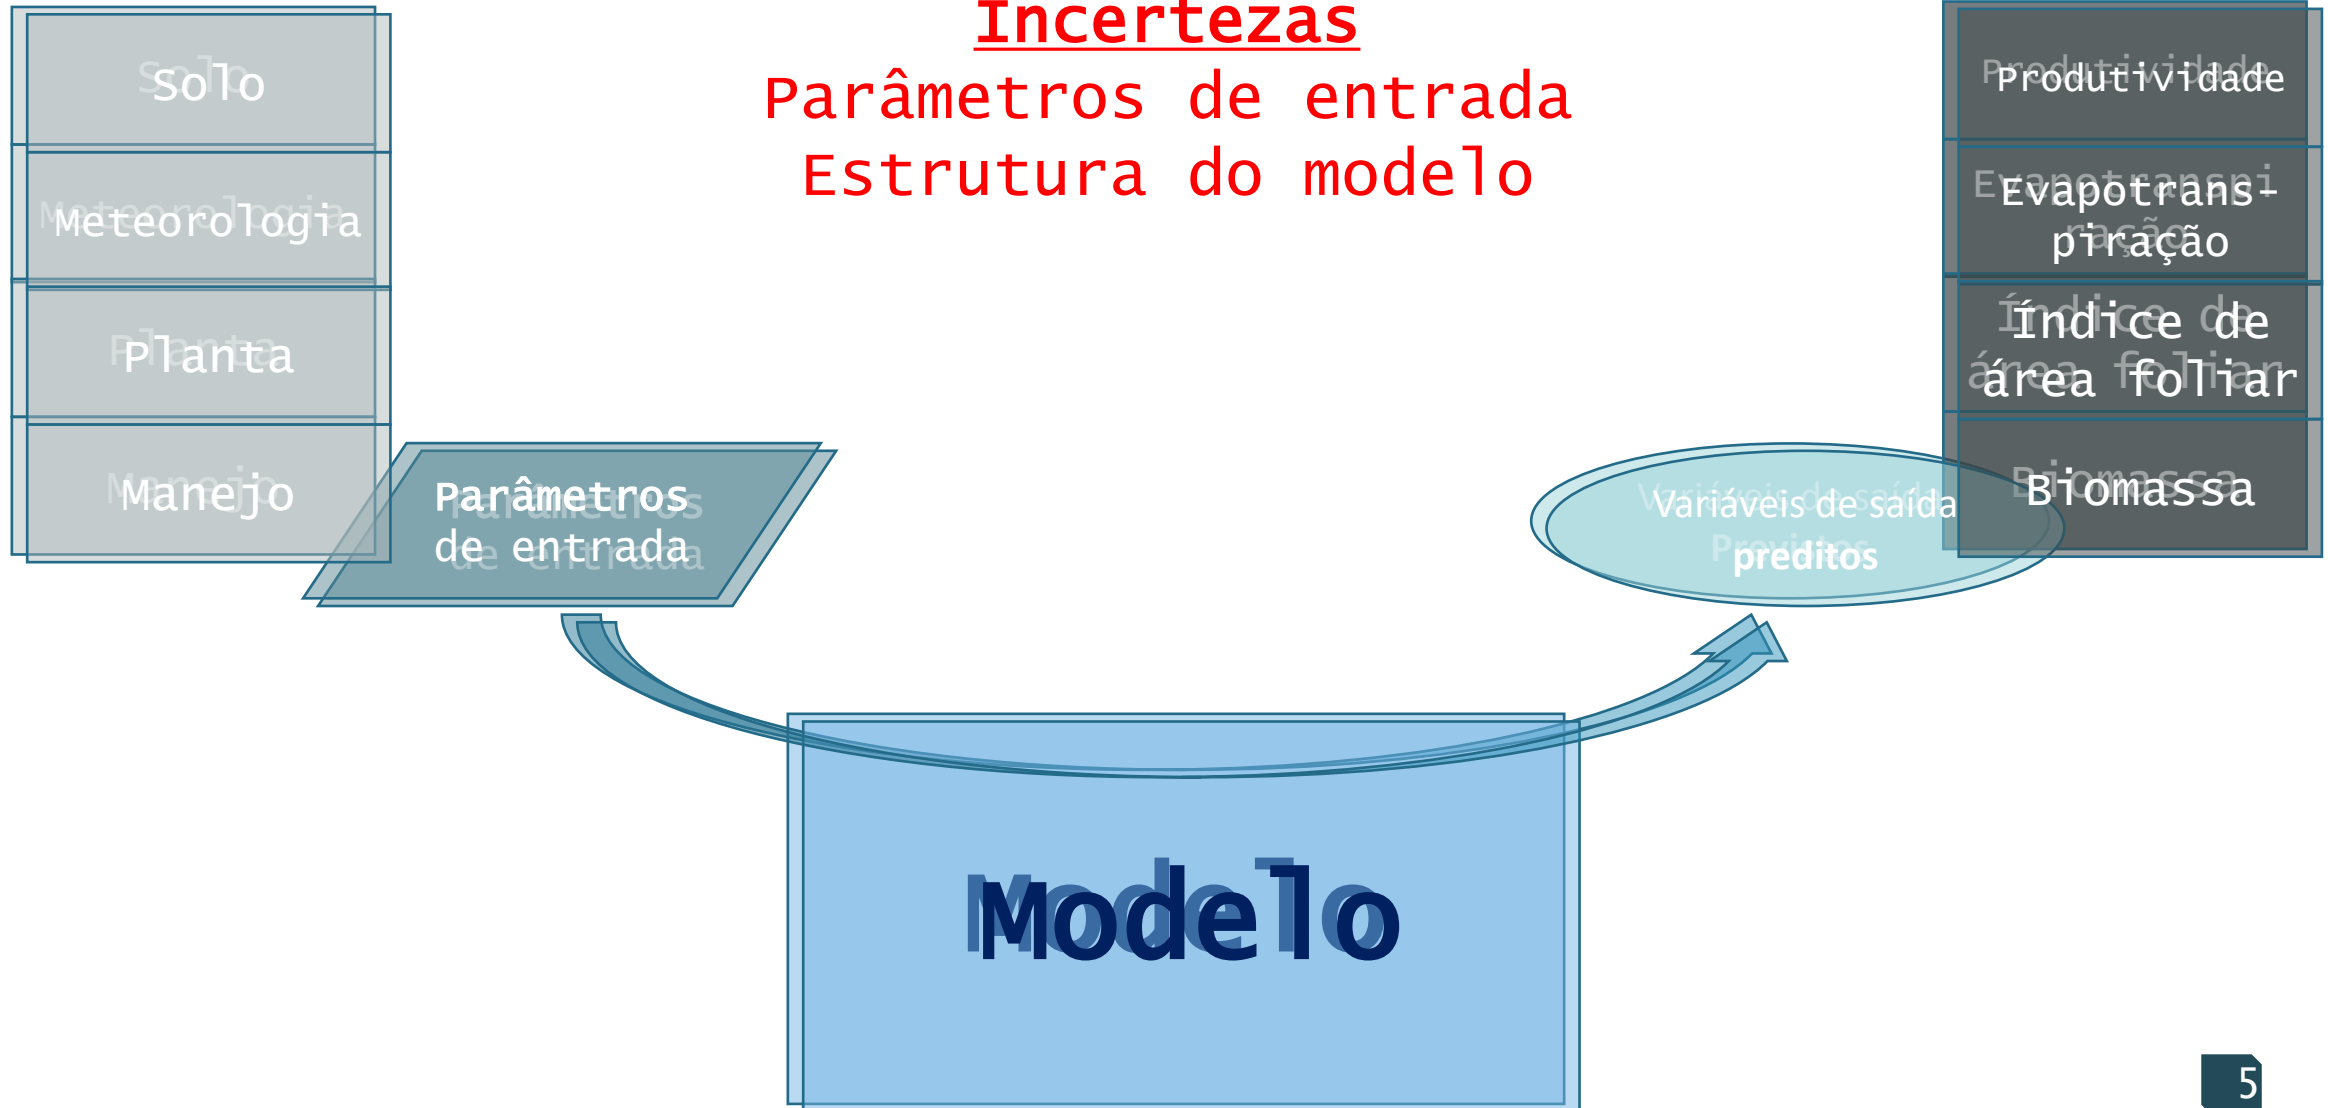 Incertezas
Parâmetros de entrada
Estrutura do modelo
Solo
Meteorologia
Planta
Manejo
Parâmetros
de entrada
Produtividade
Evapotrans-
piração
Índice de
área foliar
Biomassa
Variáveis de saída
preditos
Modelo
5